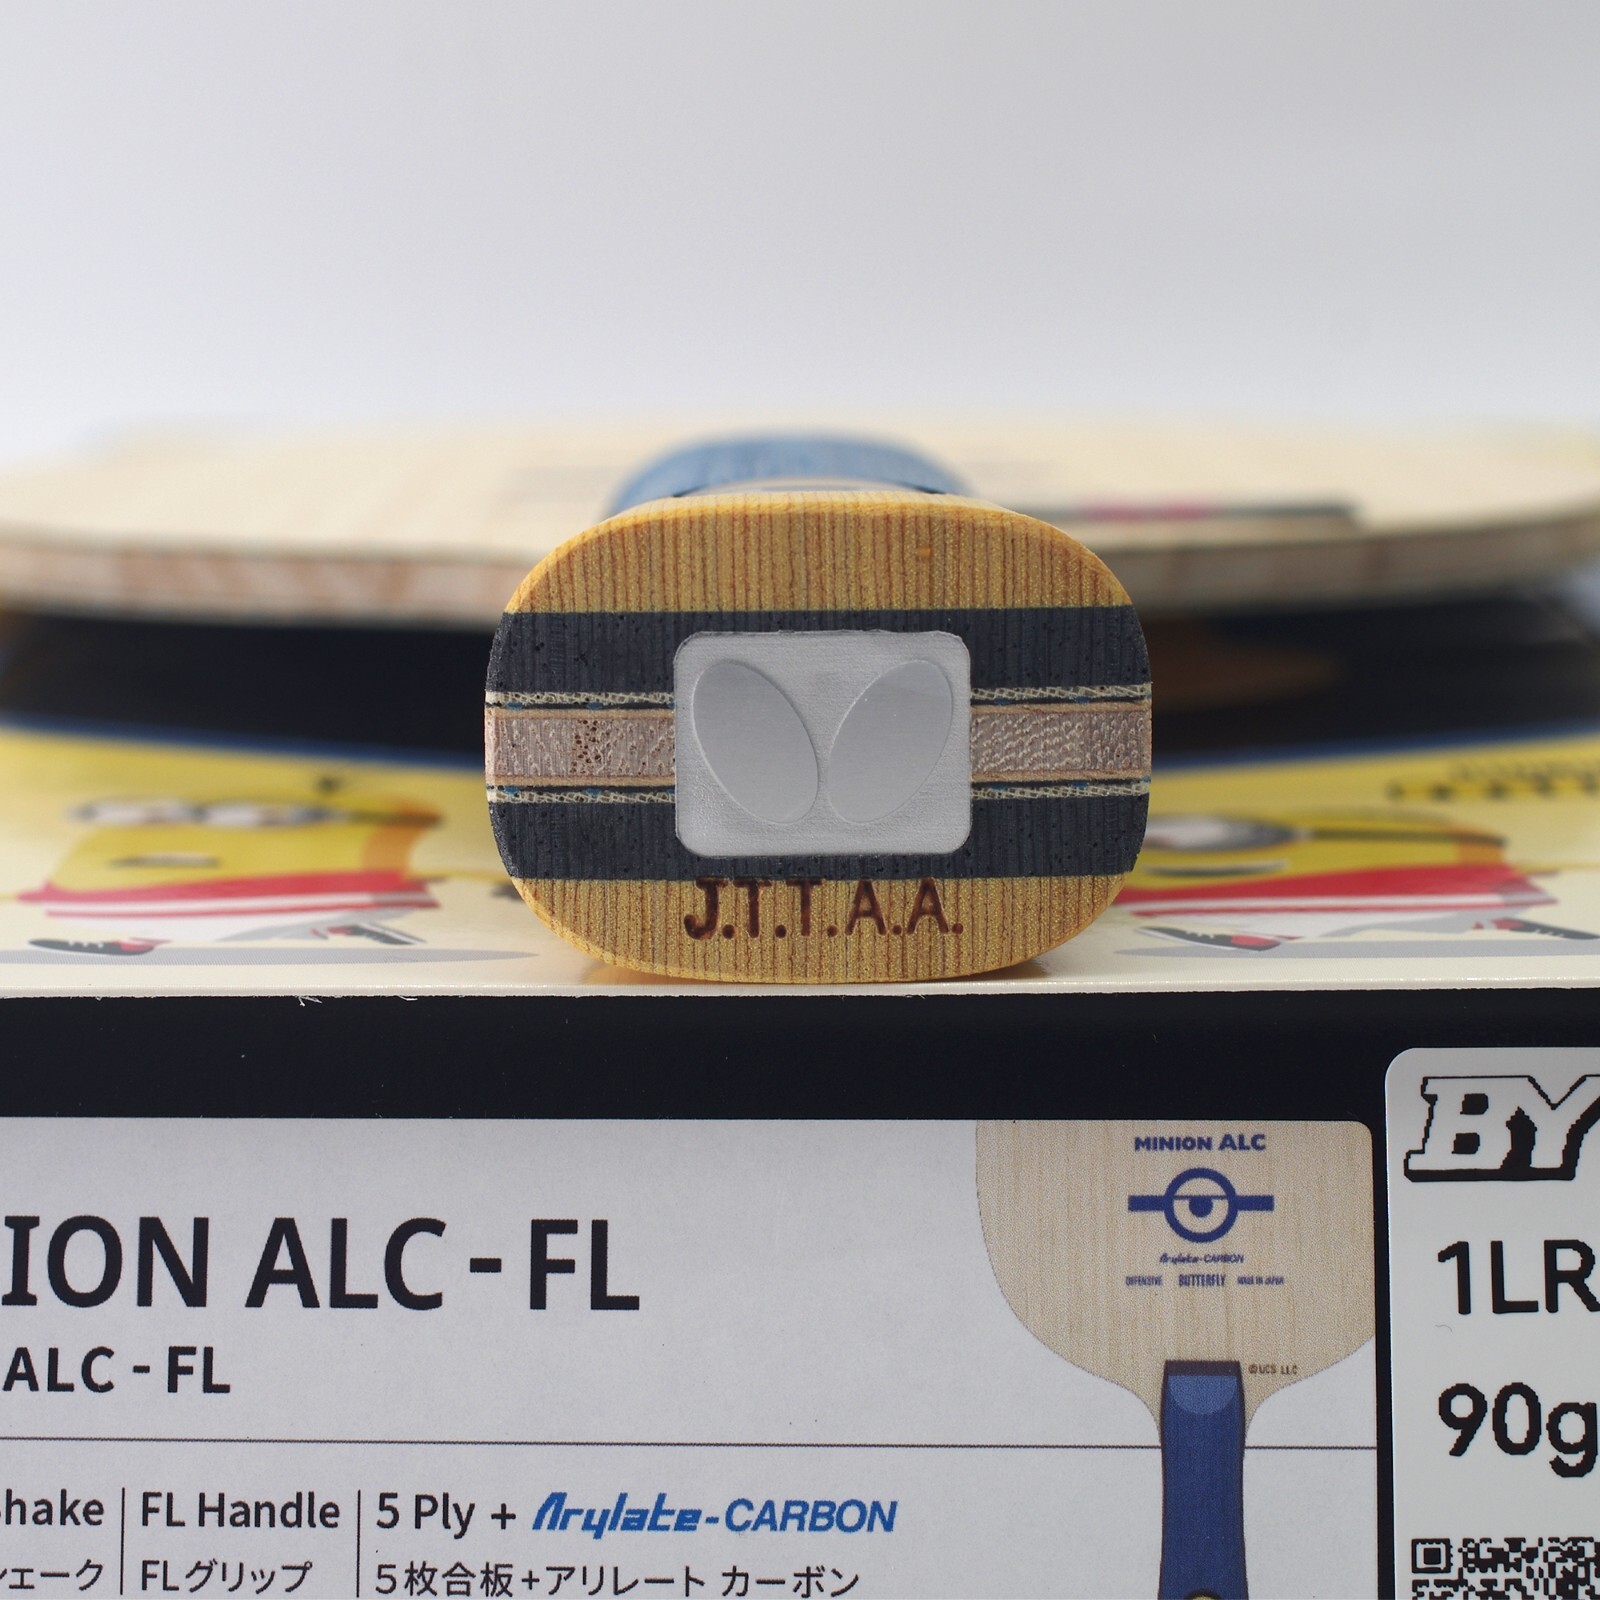 J.T.T.A.A.
ION ALC - FL
ALC - FL
hake
FL Handle
5 Ply + Arylate-CARBON
ェーク
FLグリップ
5枚合板+アリレート カーボン
MINION ALC
Arylate-CARBON
OFFENSIVE BUTTERFLY MADE IN JAPAN
©UCS LLC
BY
1LR
90g